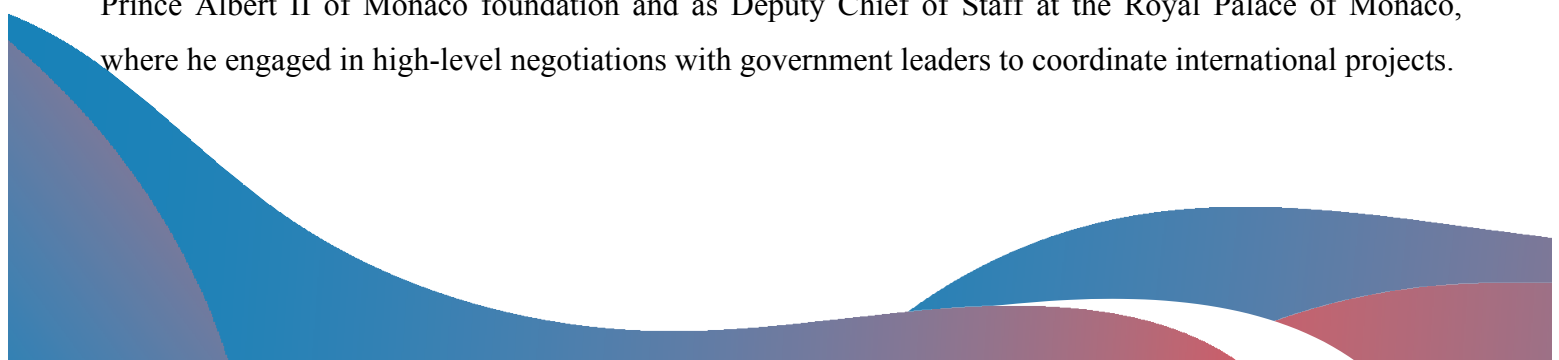 Prince Albert II of Monaco foundation and as Deputy Chief of Staff at the Royal Palace of Monaco,
where he engaged in high-level negotiations with government leaders to coordinate international projects.